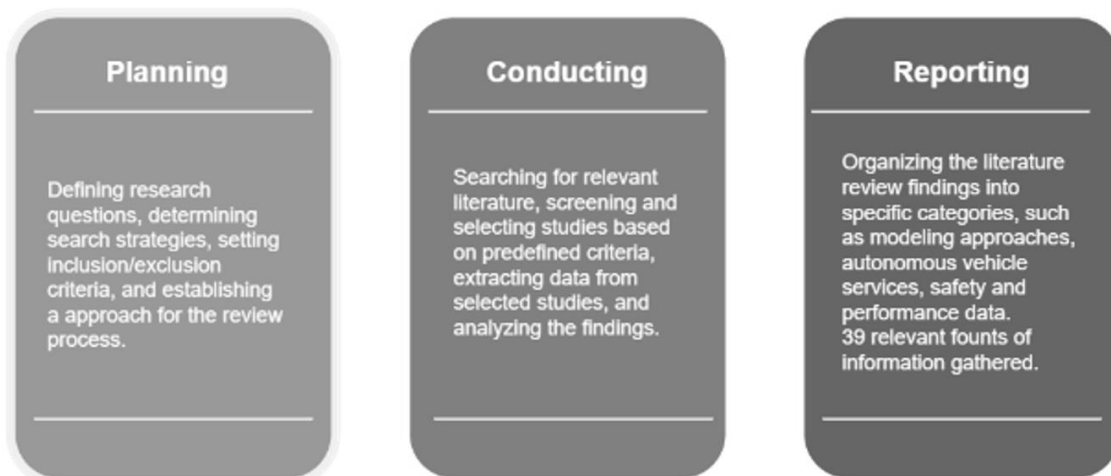 Planning
Defining research
questions, determining
search strategies, setting
inclusion/exclusion
criteria, and establishing
a approach for the review
process.
Conducting
Searching for relevant
literature, screening and
selecting studies based
on predefined criteria,
extracting data from
selected studies, and
analyzing the findings.
Reporting
Organizing the literature
review findings into
specific categories, such
as modeling approaches,
autonomous vehicle
services, safety and
performance data.
39 relevant founts of
information gathered.